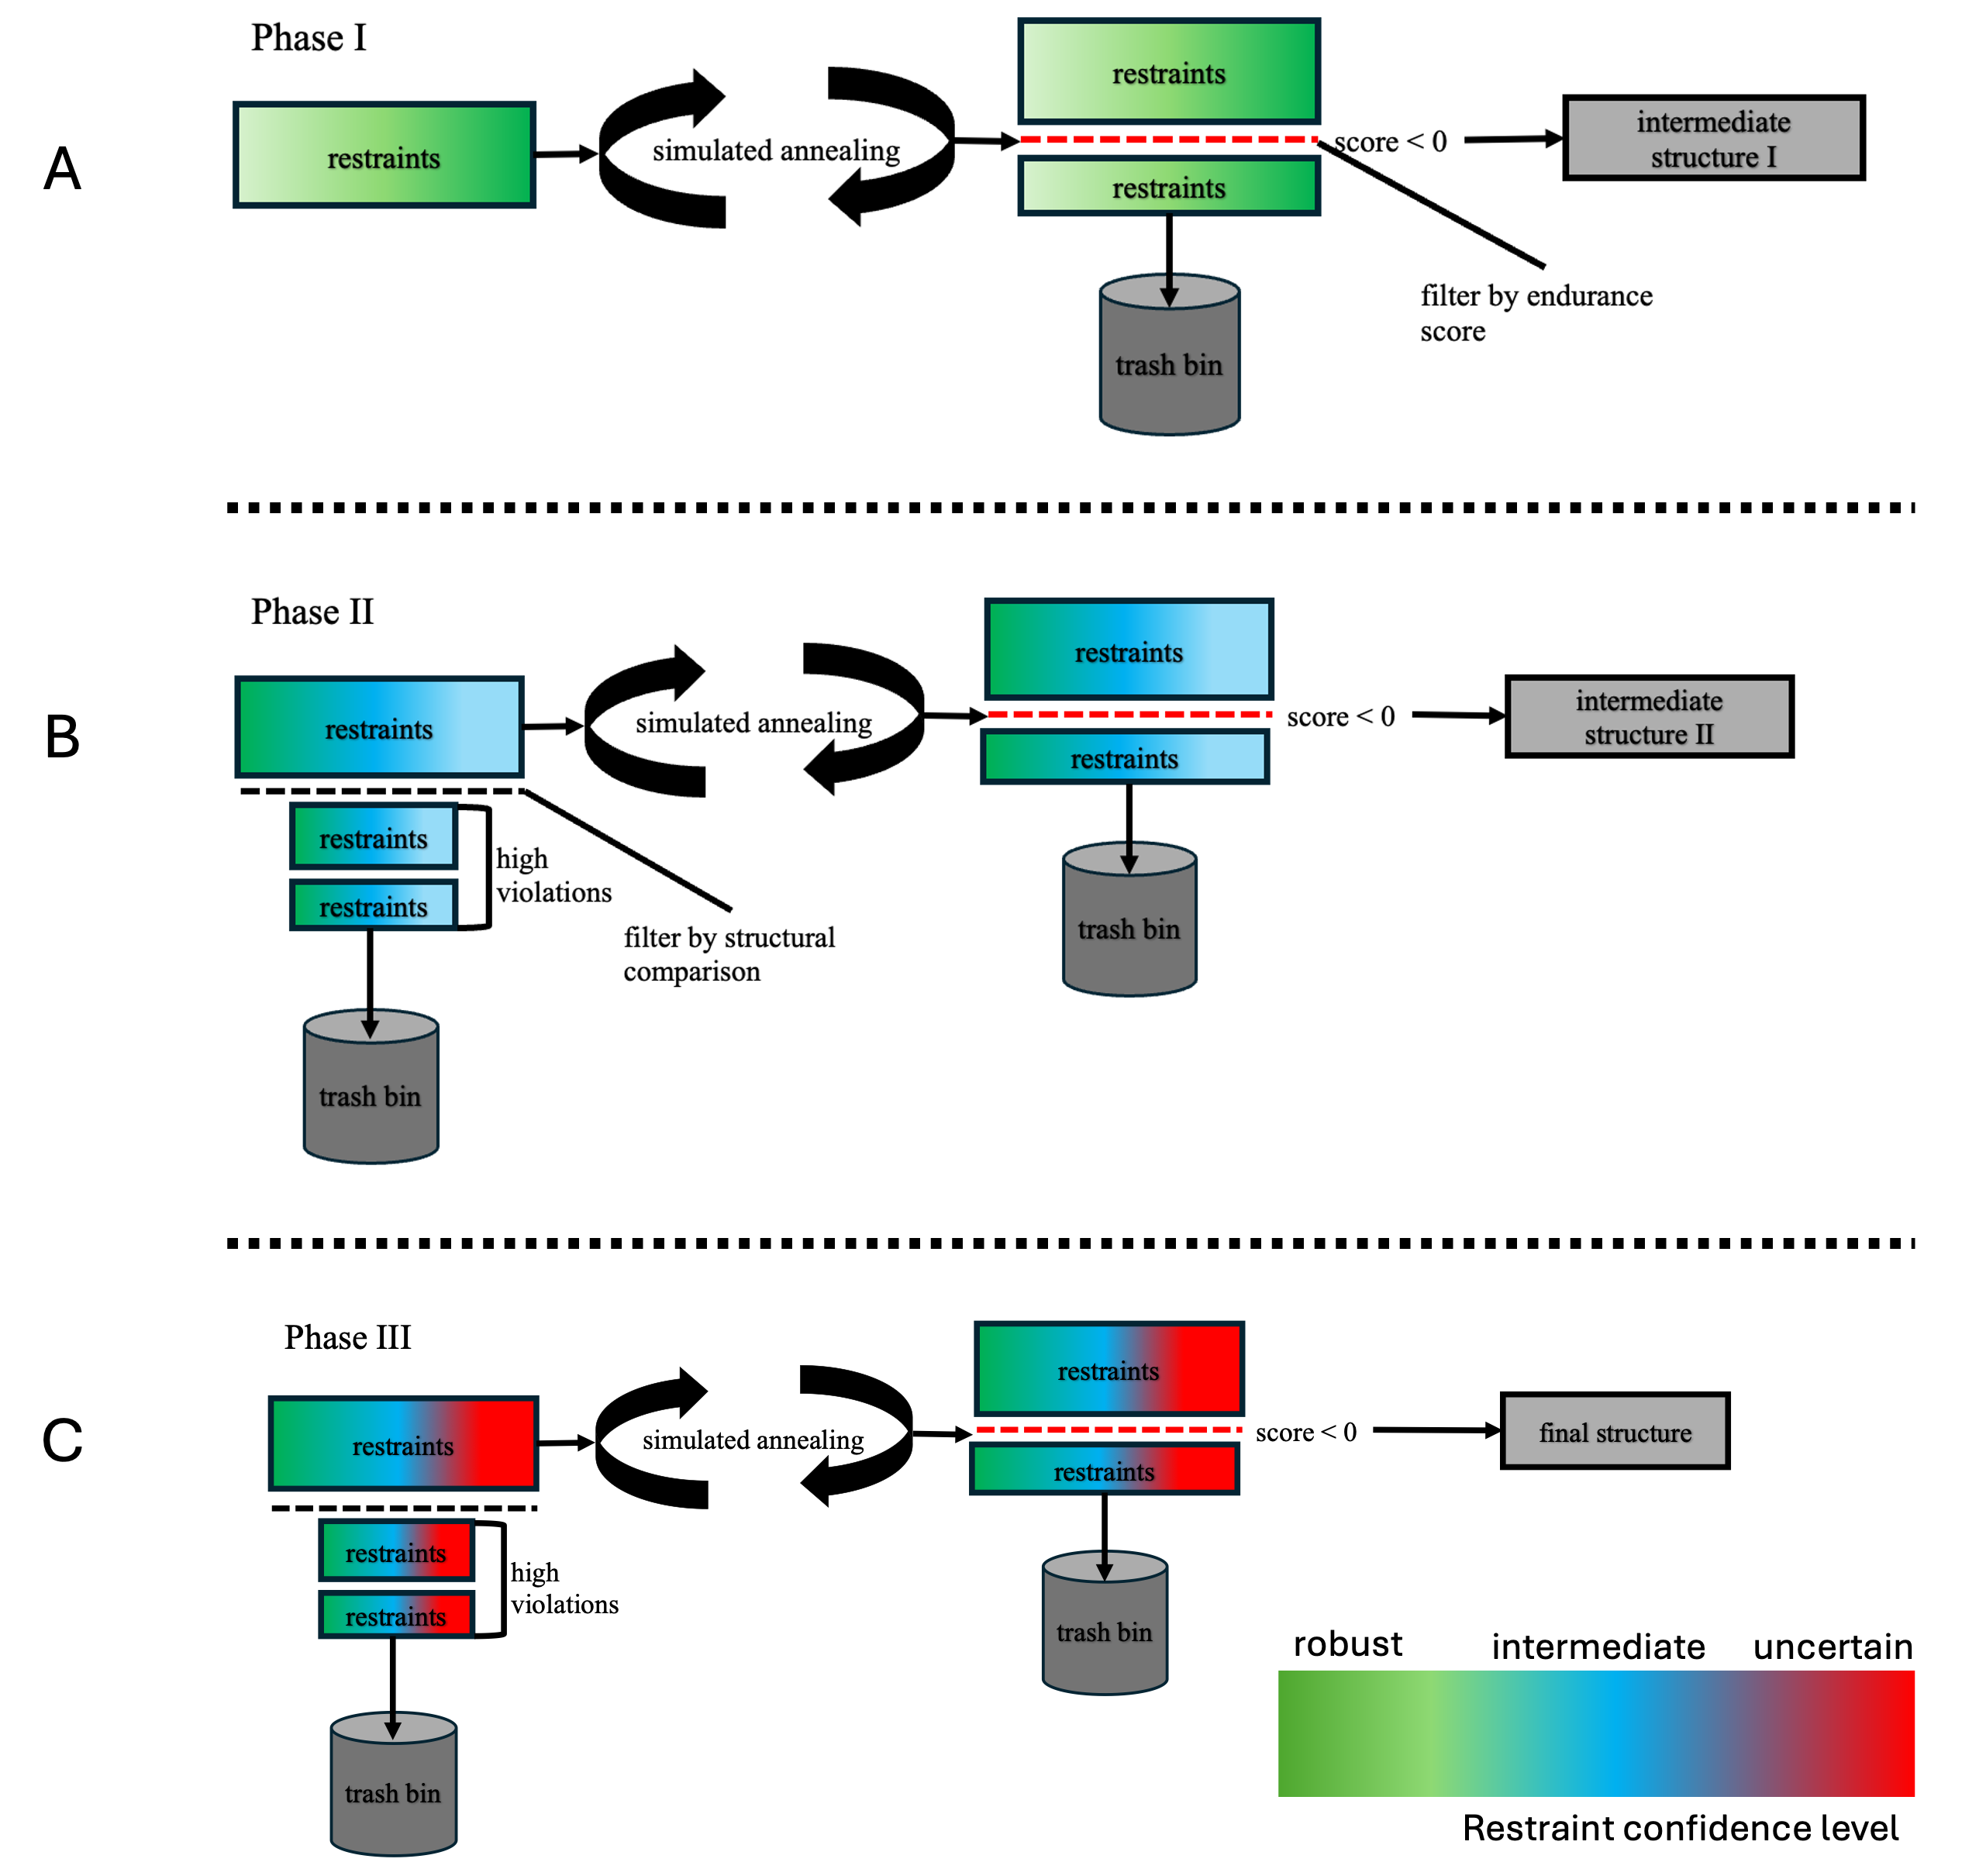 Phase I
A
restraints
simulated annealing
restraints
score < 0
restraints
intermediate
structure I
filter by endurance
score
trash bin
Phase II
B
restraints
simulated annealing
restraints
score < 0
restraints
intermediate
structure II
restraints
restraints
high
violations
filter by structural
comparison
trash bin
trash bin
Phase III
C
restraints
simulated annealing
restraints
score < 0
restraints
final structure
restraints
restraints
high
violations
trash bin
trash bin
robust intermediate uncertain
Restraint confidence level